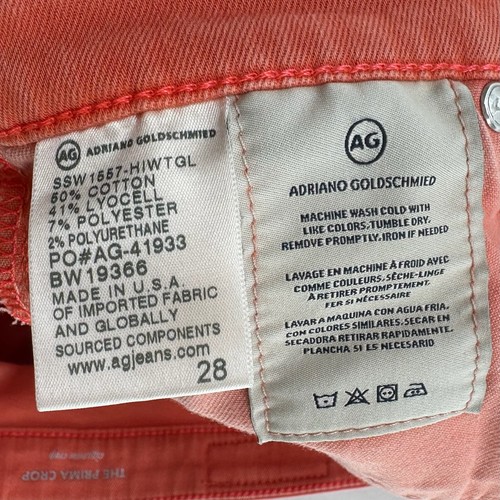 AG ADRIANO GOLDSCHMIED
SSW1557-HIWTGL
50% COTTON
41% LYOCELL
7% POLYESTER
2% POLYURETHANE
PO#AG-41933
BW19366
MADE IN U.S.A.
OF IMPORTED FABRIC
AND GLOBALLY
SOURCED COMPONENTS
www.agjeans.com
28
AG
ADRIANO GOLDSCHMIED
MACHINE WASH COLD WITH
LIKE COLORS, TUMBLE DRY.
REMOVE PROMPTLY. IRON IF NEEDED
LAVAGE EN MACHINE À FROID AVEC
COMME COULEURS, SÈCHE-LINGE
À RETIRER PROMPTEMENT.
FER SI NÉCESSAIRE
LAVAR A MAQUINA CON AGUA FRIA.
CON COLORES SIMILARES. SECAR EN
SECADORA RETIRAR RAPIDAMENTE.
PLANCHA SI ES NECESARIO
THE PRIMA CROP